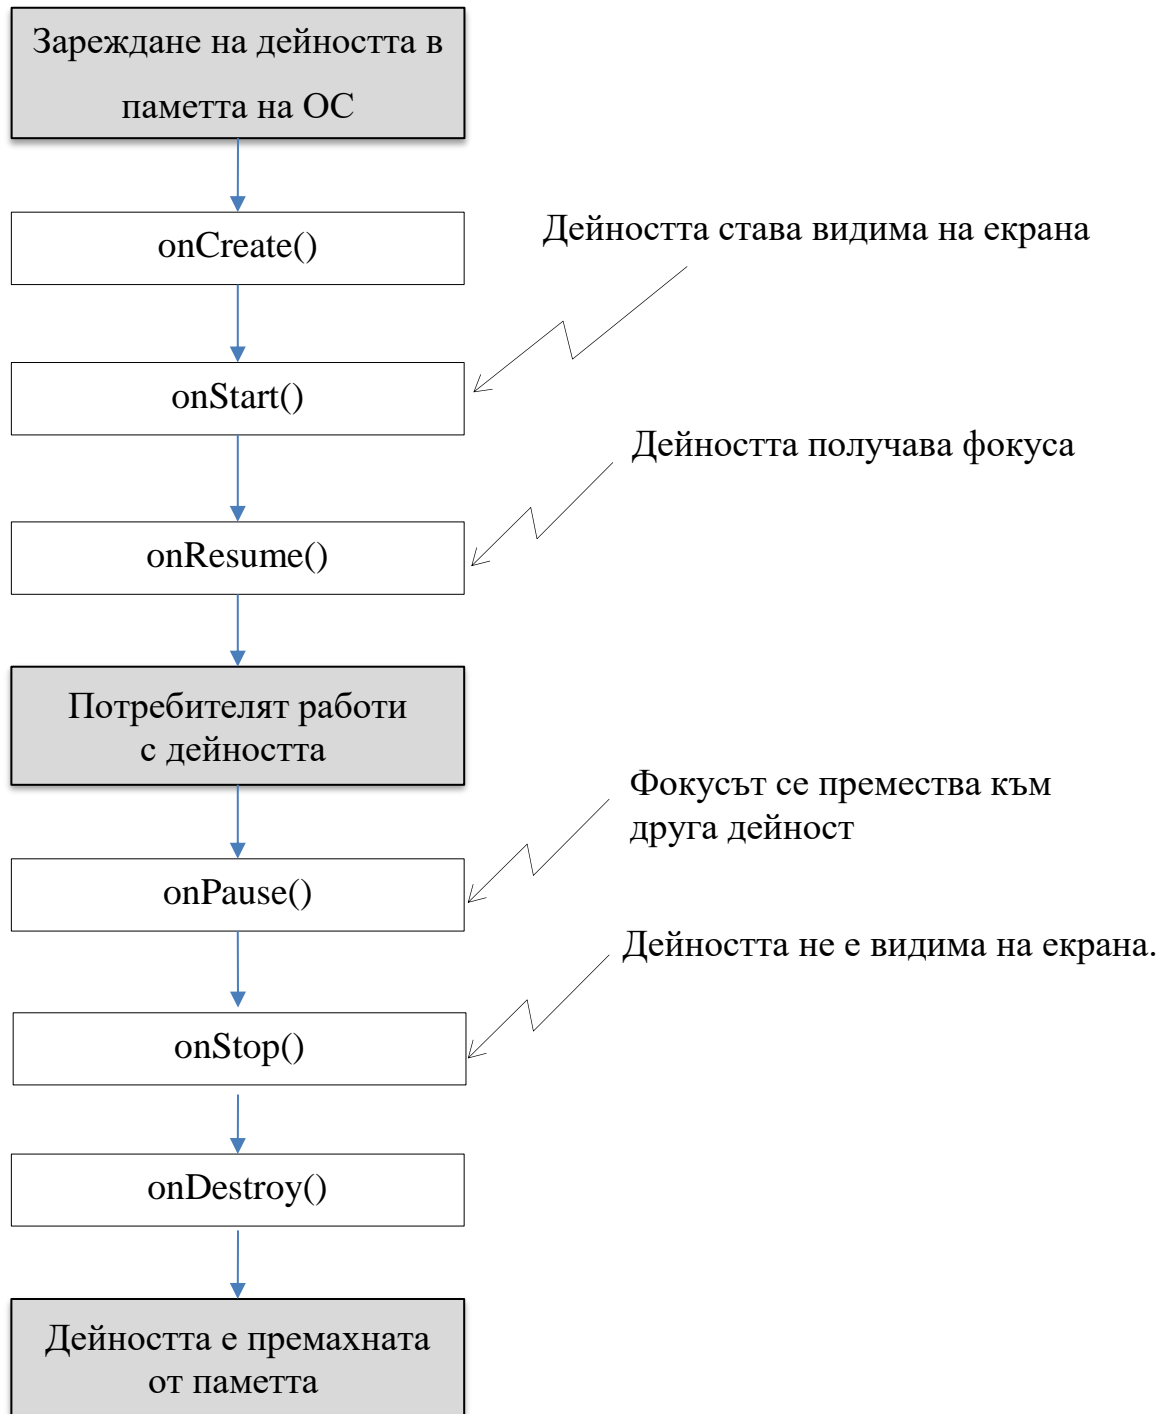 Зареждане на дейността в
паметта на ОС
onCreate()
Дейността става видима на екрана
onStart()
Дейността получава фокуса
onResume()
Потребителят работи
с дейността
Фокусът се премества към
друга дейност
onPause()
Дейността не е видима на екрана.
onStop()
onDestroy()
Дейността е премахната
от паметта